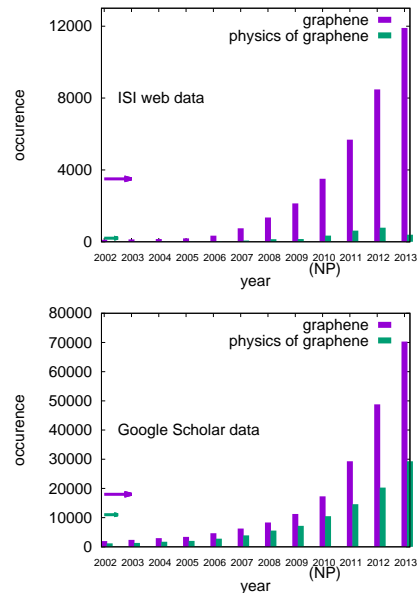 12000
graphene
physics of graphene
8000
ISI web data
occurence
4000
0
2002 2003 2004 2005 2006 2007 2008 2009 2010 2011 2012 2013
(NP)
year
80000
graphene
70000
physics of graphene
60000
50000
40000
Google Scholar data
occurence
30000
20000
10000
0
2002 2003 2004 2005 2006 2007 2008 2009 2010 2011 2012 2013
(NP)
year